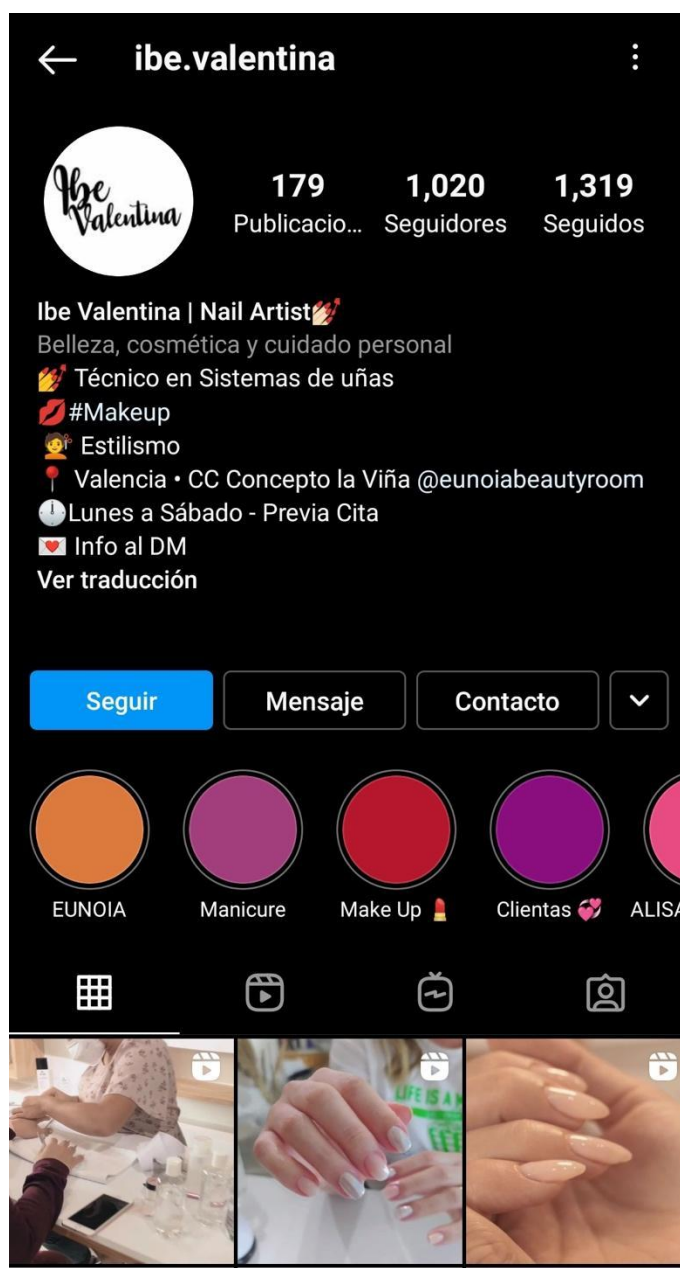 ibe.valentina
Ibe
Valentina
179
Publicacio...
1,020
Seguidores
1,319
Seguidos
Ibe Valentina | Nail Artist💅🏻
Belleza, cosmética y cuidado personal
💅 Técnico en Sistemas de uñas
💋#Makeup
💇 Estilismo
📍 Valencia • CC Concepto la Viña @eunoiabeautyroom
🕛Lunes a Sábado - Previa Cita
💌 Info al DM
Ver traducción
Seguir
Mensaje
Contacto
EUNOIA
Manicure
Make Up 💄
Clientas 💞
ALISA
LIFE IS A